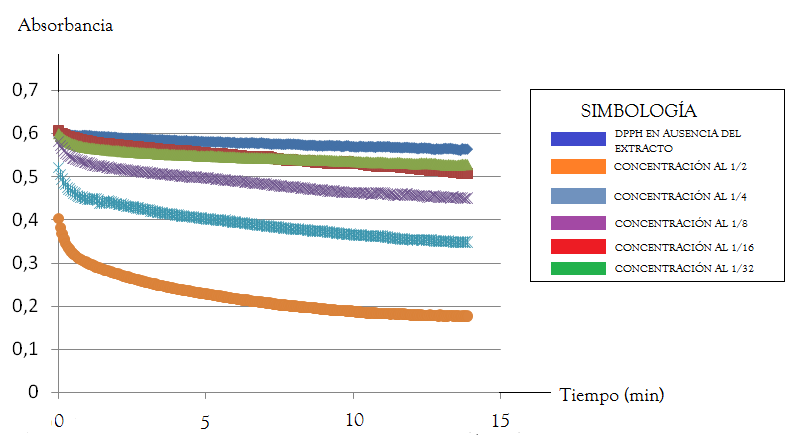 Absorbancia
0,7
0,6
0,5
0,4
0,3
0,2
0,1
0
0 5 10 15
Tiempo (min)
SIMBOLOGÍA
DPPH EN AUSENCIA DEL
EXTRACTO
CONCENTRACIÓN AL 1/2
CONCENTRACIÓN AL 1/4
CONCENTRACIÓN AL 1/8
CONCENTRACIÓN AL 1/16
CONCENTRACIÓN AL 1/32